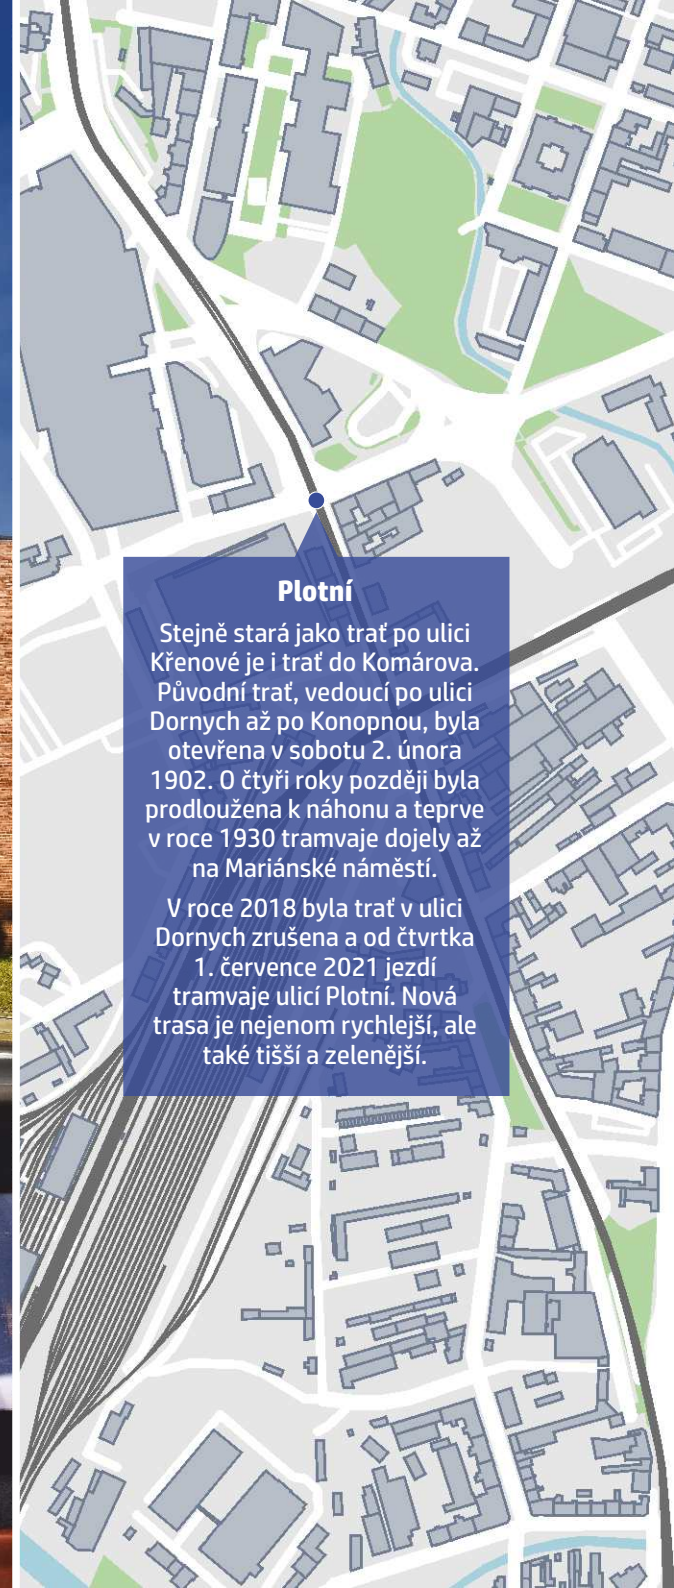 Plotní
Stejně stará jako trať po ulici
Křenové je i trať do Komárova.
Původní trať, vedoucí po ulici
Dornych až po Konopnou, byla
otevřena v sobotu 2. února
1902. O čtyři roky později byla
prodloužena k náhonu a teprve
v roce 1930 tramvaje dojely až
na Mariánské náměstí.
V roce 2018 byla trať v ulici
Dornych zrušena a od čtvrtka
1. července 2021 jezdí
tramvaje ulicí Plotní. Nová
trasa je nejenom rychlejší, ale
také tišší a zelenější.